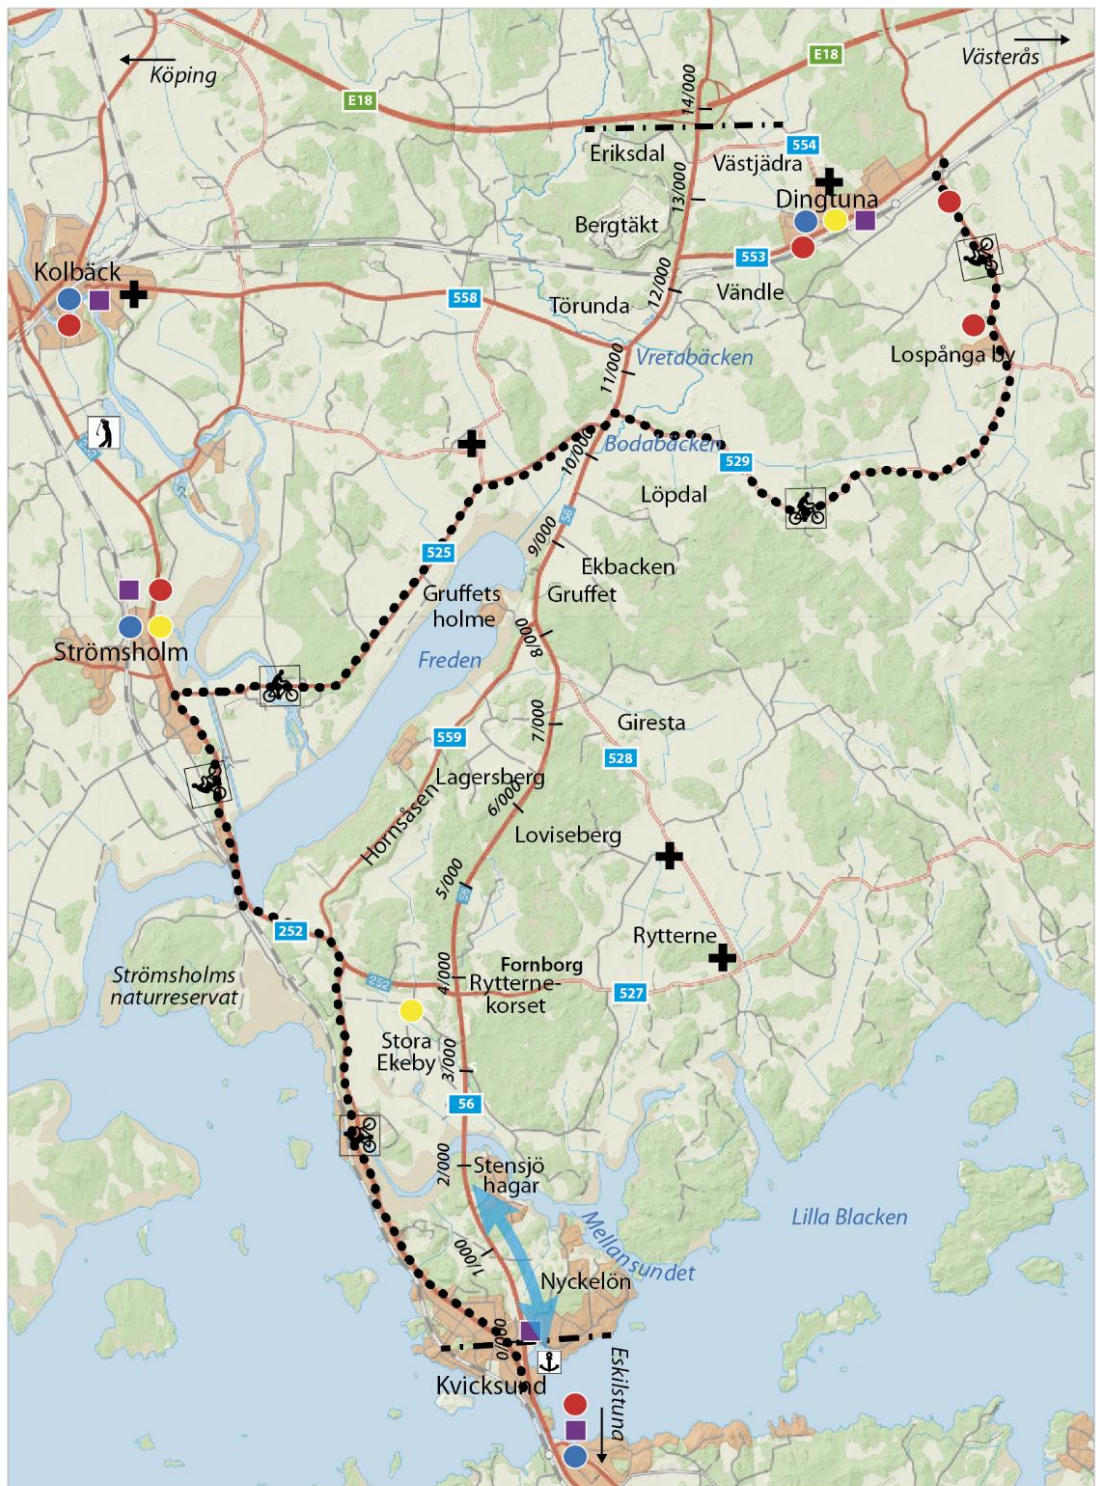 Köping
Västerås
E18
E18
14/000
Eriksdal
554
Västjädra
13/000
Dingtuna
Bergtäkt
553
Kolbäck
12/000
Vändle
558
Törunda
Vretabäcken
Lospånga by
11/000
Bodabäcken
10/000
529
Löpdal
56
9/000
525
Ekbacken
Gruffets
holme
Gruffet
8/000
Strömsholm
Freden
7/000
Giresta
559
528
Lagersberg
6/000
Hornsåsen
Loviseberg
5/000
252
Rytterne
Strömsholms
naturreservat
4/000
Fornborg
252
Rytterne-
korset
527
Stora
Ekeby
3/000
56
2/000
Stensjö
hagar
Mellansundet
Lilla Blacken
1/000
Nyckelön
0/000
Kvicksund
Eskilstuna